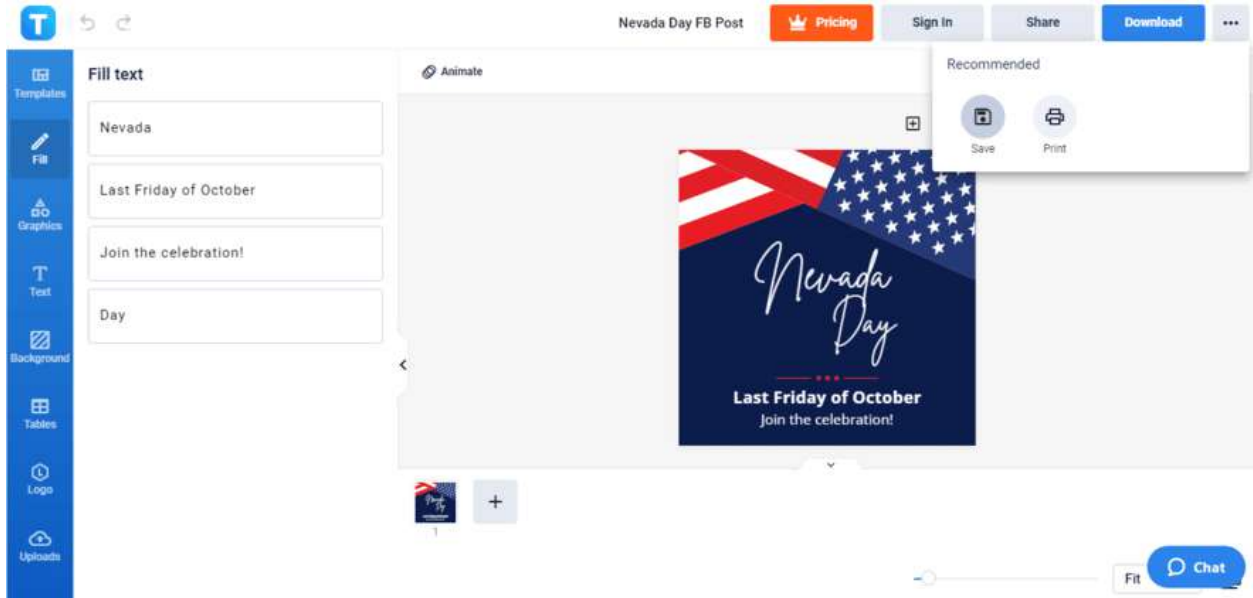 T
Nevada Day FB Post
Pricing
Sign In
Share
Download
Templates
Fill
Graphics
Text
Background
Tables
Logo
Uploads
Fill text
Nevada
Last Friday of October
Join the celebration!
Day
Animate
Recommended
Save
Print
Nevada
Day
Last Friday of October
Join the celebration!
Nevada
Day
1
Fit
Chat